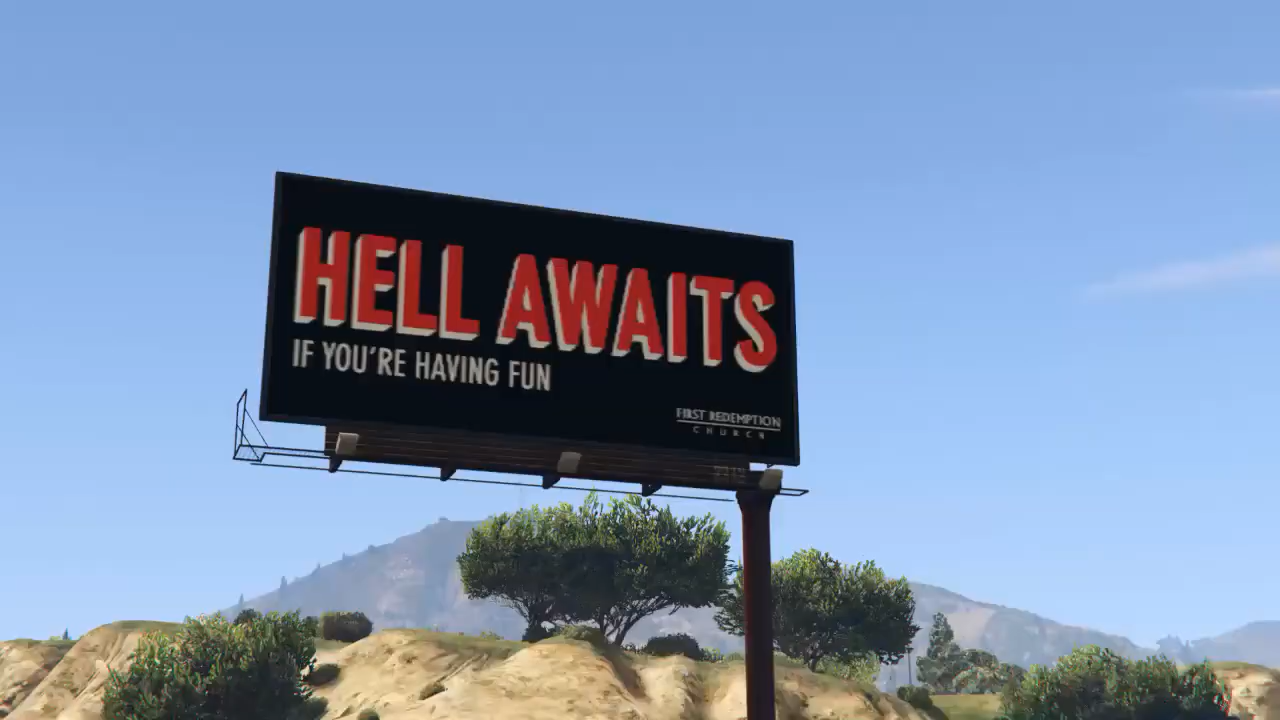 HELL AWAITS
IF YOU'RE HAVING FUN
FIRST REDEMPTION
CHURCH